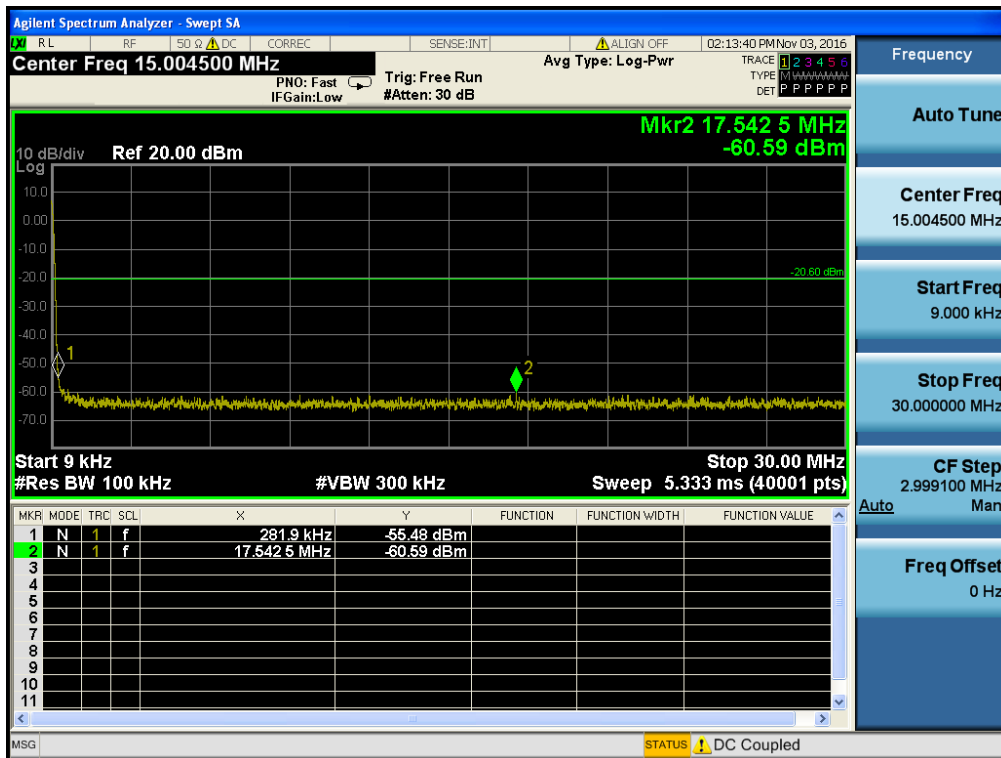 Agilent Spectrum Analyzer - Swept SA
LXI RL RF 50 Ω DC CORREC SENSE:INT ALIGN OFF 02:13:40 PM Nov 03, 2016
Center Freq 15.004500 MHz
PNO: Fast
IFGain:Low
Trig: Free Run
#Atten: 30 dB
Avg Type: Log-Pwr
TRACE 1 2 3 4 5 6
TYPE M WWWWW
DET P P P P P P
Mkr2 17.542 5 MHz
-60.59 dBm
10 dB/div Ref 20.00 dBm
Log
10.0
0.00
-10.0
-20.0
-20.60 dBm
-30.0
-40.0
-50.0
1
2
-60.0
-70.0
Start 9 kHz Stop 30.00 MHz
#Res BW 100 kHz #VBW 300 kHz Sweep 5.333 ms (40001 pts)
MKR MODE TRC SCL X Y FUNCTION FUNCTION WIDTH FUNCTION VALUE
1 N 1 f 281.9 kHz -55.48 dBm
2 N 1 f 17.542 5 MHz -60.59 dBm
3
4
5
6
7
8
9
10
11
MSG STATUS DC Coupled
Frequency
Auto Tune
Center Freq
15.004500 MHz
Start Freq
9.000 kHz
Stop Freq
30.000000 MHz
CF Step
2.999100 MHz
Auto Man
Freq Offset
0 Hz